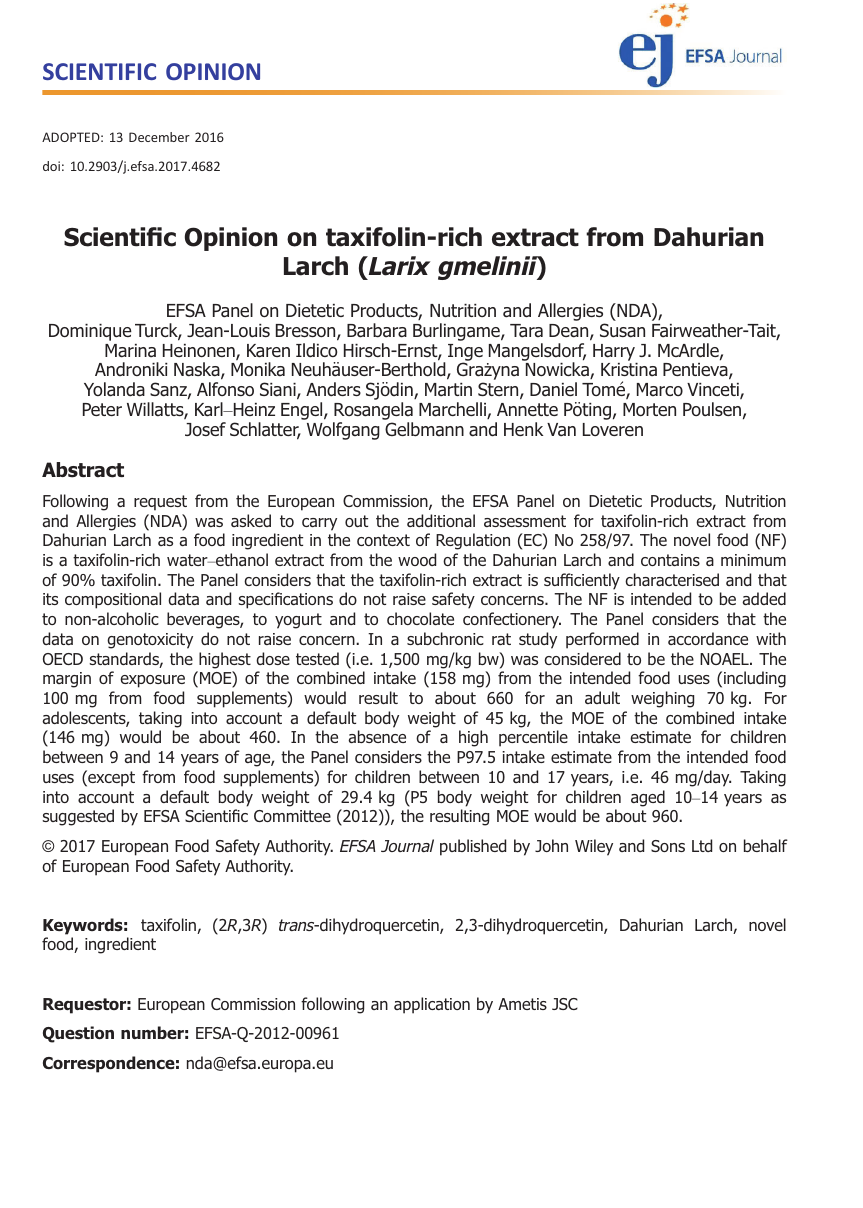 SCIENTIFIC OPINION
ej EFSA Journal
ADOPTED: 13 December 2016
doi: 10.2903/j.efsa.2017.4682
Scientific Opinion on taxifolin-rich extract from Dahurian
Larch (Larix gmelinii)
EFSA Panel on Dietetic Products, Nutrition and Allergies (NDA),
Dominique Turck, Jean-Louis Bresson, Barbara Burlingame, Tara Dean, Susan Fairweather-Tait,
Marina Heinonen, Karen Ildico Hirsch-Ernst, Inge Mangelsdorf, Harry J. McArdle,
Androniki Naska, Monika Neuhäuser-Berthold, Grażyna Nowicka, Kristina Pentieva,
Yolanda Sanz, Alfonso Siani, Anders Sjödin, Martin Stern, Daniel Tomé, Marco Vinceti,
Peter Willatts, Karl–Heinz Engel, Rosangela Marchelli, Annette Pöting, Morten Poulsen,
Josef Schlatter, Wolfgang Gelbmann and Henk Van Loveren
Abstract
Following a request from the European Commission, the EFSA Panel on Dietetic Products, Nutrition
and Allergies (NDA) was asked to carry out the additional assessment for taxifolin-rich extract from
Dahurian Larch as a food ingredient in the context of Regulation (EC) No 258/97. The novel food (NF)
is a taxifolin-rich water–ethanol extract from the wood of the Dahurian Larch and contains a minimum
of 90% taxifolin. The Panel considers that the taxifolin-rich extract is sufficiently characterised and that
its compositional data and specifications do not raise safety concerns. The NF is intended to be added
to non-alcoholic beverages, to yogurt and to chocolate confectionery. The Panel considers that the
data on genotoxicity do not raise concern. In a subchronic rat study performed in accordance with
OECD standards, the highest dose tested (i.e. 1,500 mg/kg bw) was considered to be the NOAEL. The
margin of exposure (MOE) of the combined intake (158 mg) from the intended food uses (including
100 mg from food supplements) would result to about 660 for an adult weighing 70 kg. For
adolescents, taking into account a default body weight of 45 kg, the MOE of the combined intake
(146 mg) would be about 460. In the absence of a high percentile intake estimate for children
between 9 and 14 years of age, the Panel considers the P97.5 intake estimate from the intended food
uses (except from food supplements) for children between 10 and 17 years, i.e. 46 mg/day. Taking
into account a default body weight of 29.4 kg (P5 body weight for children aged 10–14 years as
suggested by EFSA Scientific Committee (2012)), the resulting MOE would be about 960.
© 2017 European Food Safety Authority. EFSA Journal published by John Wiley and Sons Ltd on behalf
of European Food Safety Authority.
Keywords: taxifolin, (2R,3R) trans-dihydroquercetin, 2,3-dihydroquercetin, Dahurian Larch, novel
food, ingredient
Requestor: European Commission following an application by Ametis JSC
Question number: EFSA-Q-2012-00961
Correspondence: nda@efsa.europa.eu